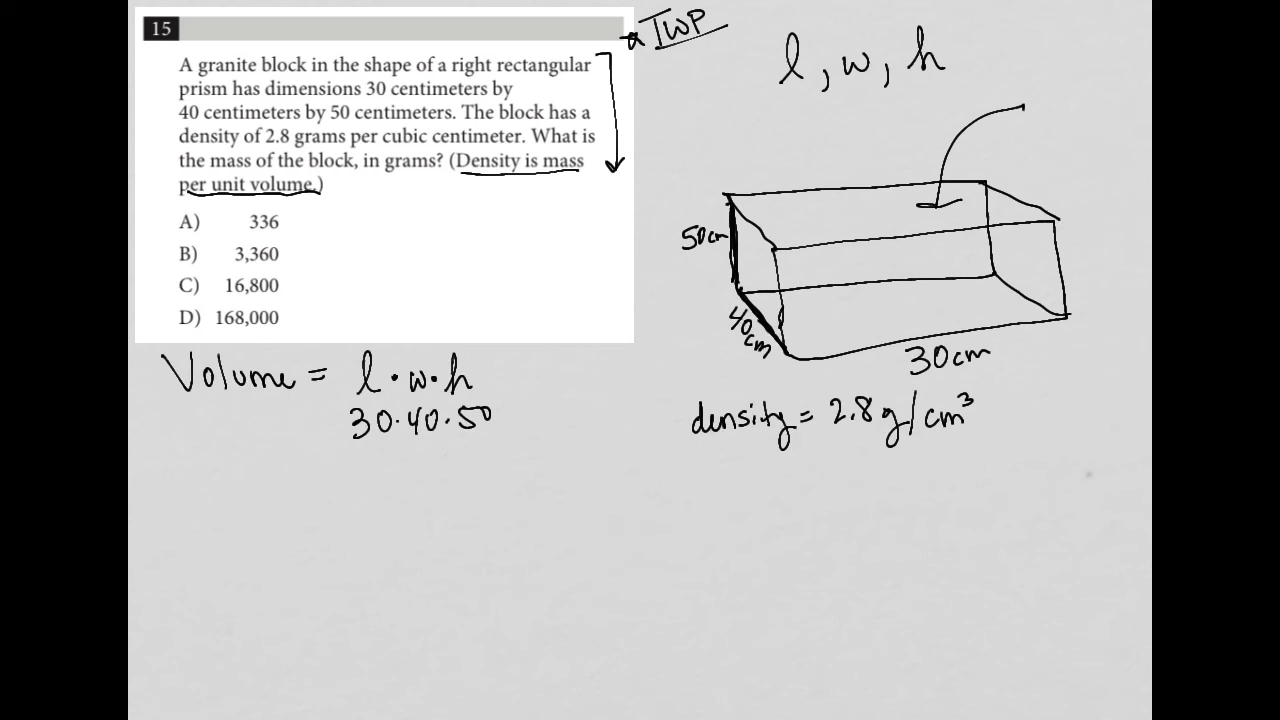 15
A granite block in the shape of a right rectangular
prism has dimensions 30 centimeters by
40 centimeters by 50 centimeters. The block has a
density of 2.8 grams per cubic centimeter. What is
the mass of the block, in grams? (Density is mass
per unit volume.)
A) 336
B) 3,360
C) 16,800
D) 168,000
TWP
l, w, h
50cm
40cm
30cm
Volume = l · w · h
30 · 40 · 50
density = 2.8 g/cm³